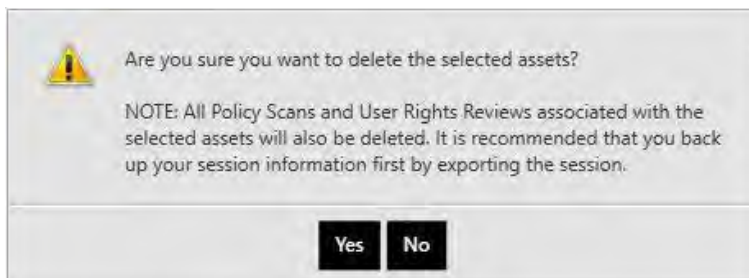 Are you sure you want to delete the selected assets?
NOTE: All Policy Scans and User Rights Reviews associated with the
selected assets will also be deleted. It is recommended that you back
up your session information first by exporting the session.
Yes No